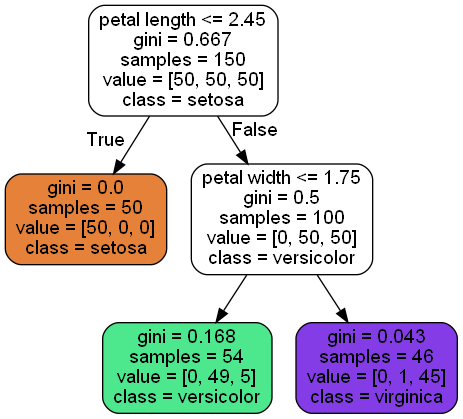 petal length <= 2.45
gini = 0.667
samples = 150
value = [50, 50, 50]
class = setosa
True
False
gini = 0.0
samples = 50
value = [50, 0, 0]
class = setosa
petal width <= 1.75
gini = 0.5
samples = 100
value = [0, 50, 50]
class = versicolor
gini = 0.168
samples = 54
value = [0, 49, 5]
class = versicolor
gini = 0.043
samples = 46
value = [0, 1, 45]
class = virginica